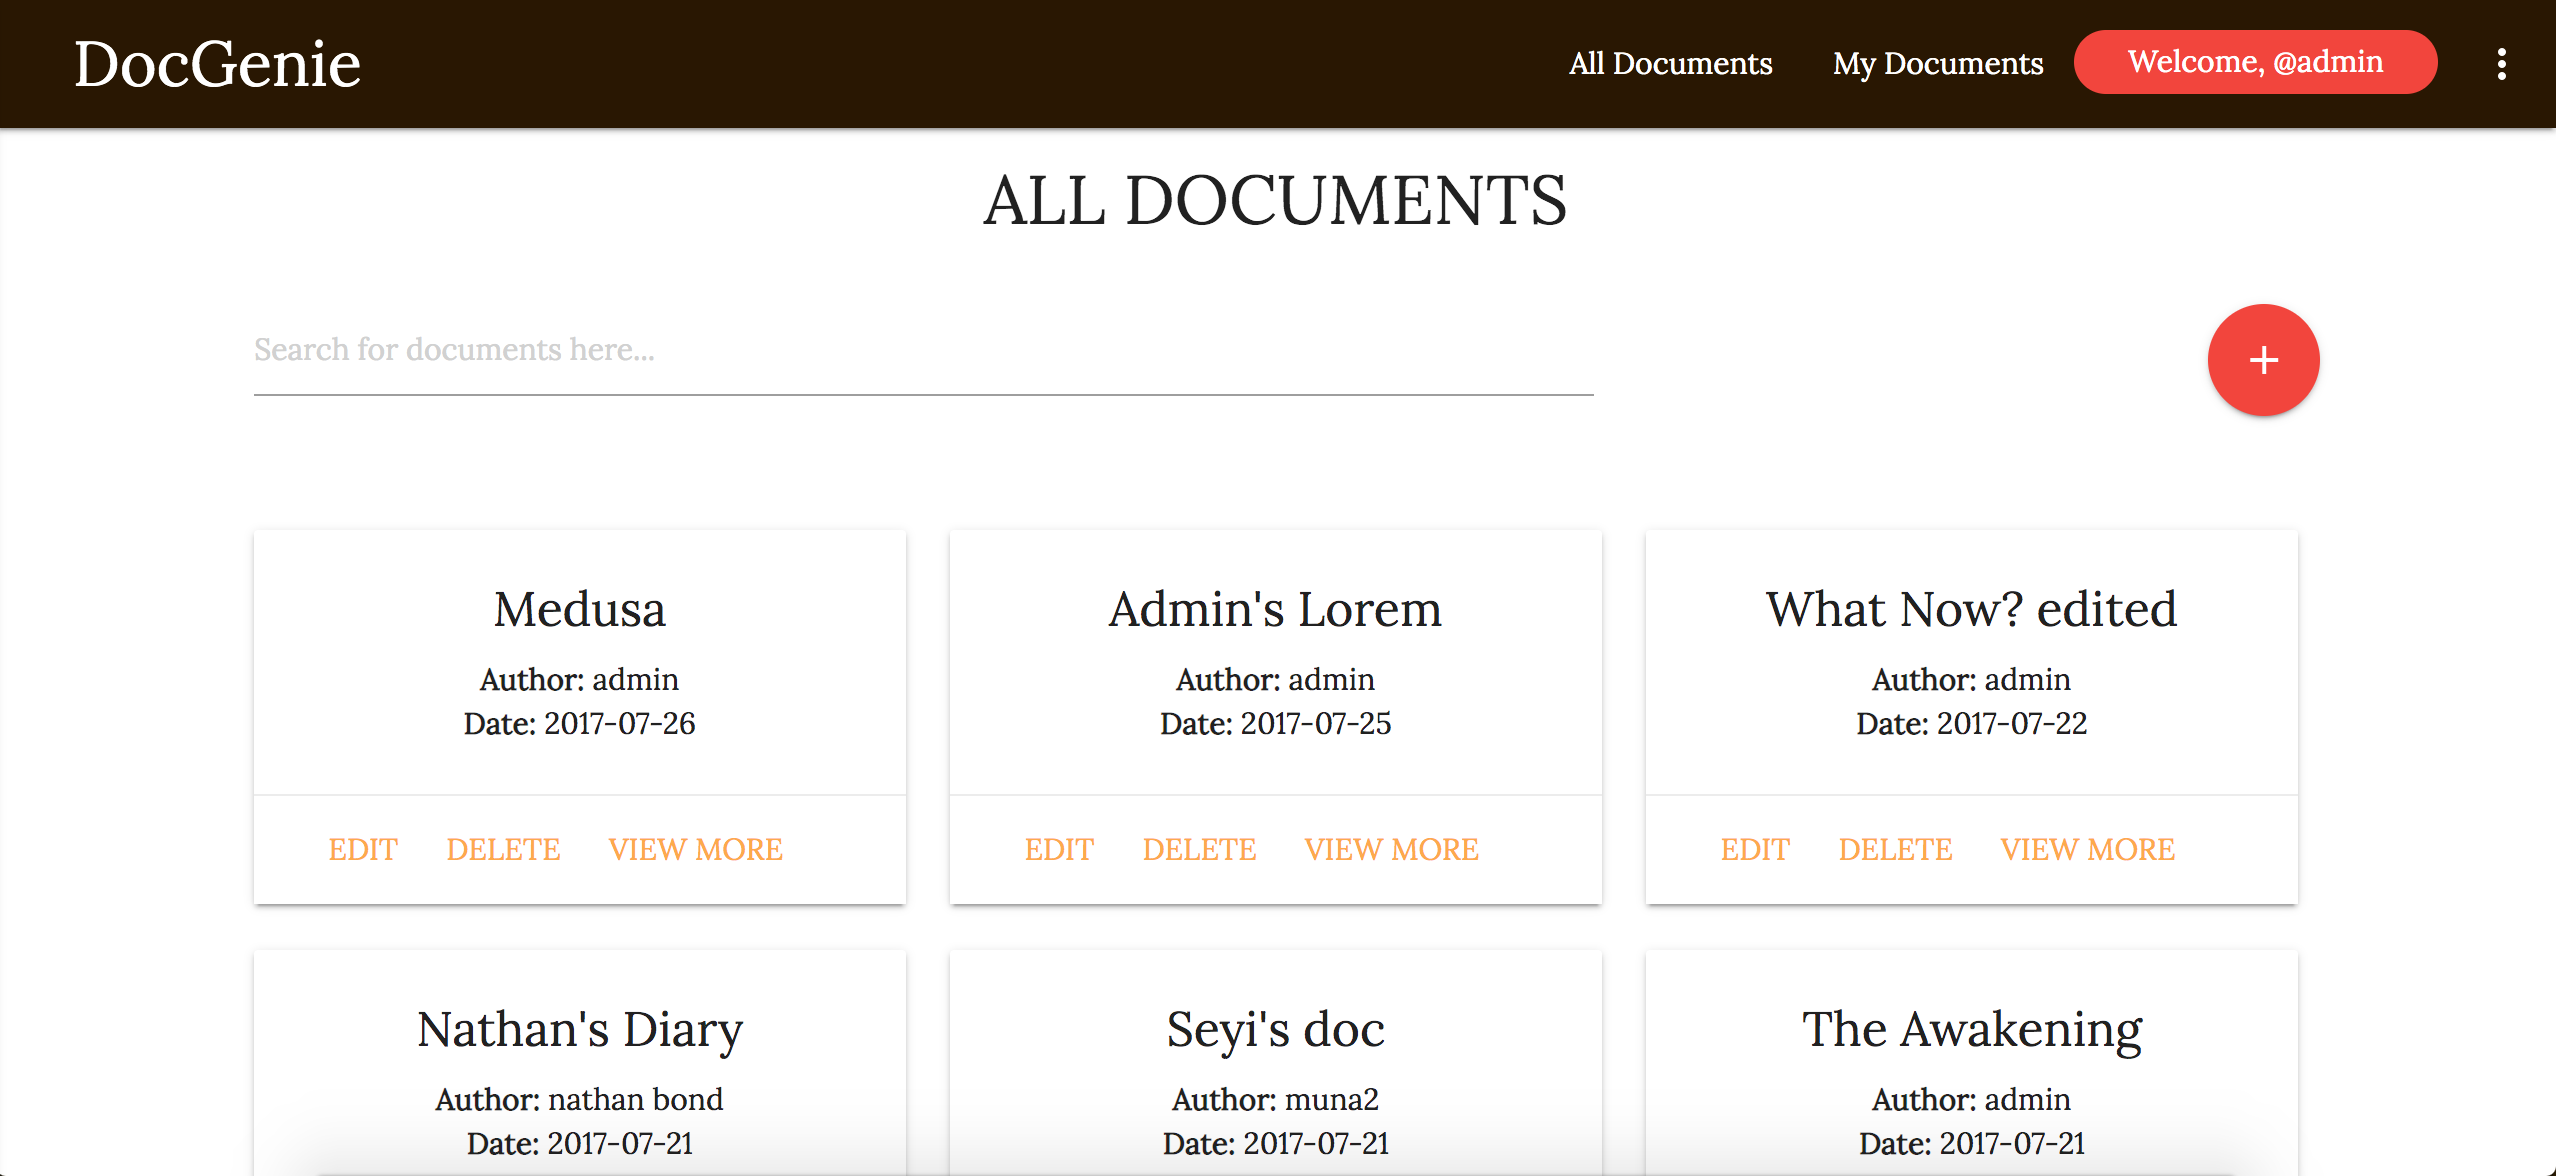 DocGenie
All Documents
My Documents
Welcome, @admin
ALL DOCUMENTS
Search for documents here...
+
Medusa
Author: admin
Date: 2017-07-26
EDIT DELETE VIEW MORE
Admin's Lorem
Author: admin
Date: 2017-07-25
EDIT DELETE VIEW MORE
What Now? edited
Author: admin
Date: 2017-07-22
EDIT DELETE VIEW MORE
Nathan's Diary
Author: nathan bond
Date: 2017-07-21
Seyi's doc
Author: muna2
Date: 2017-07-21
The Awakening
Author: admin
Date: 2017-07-21